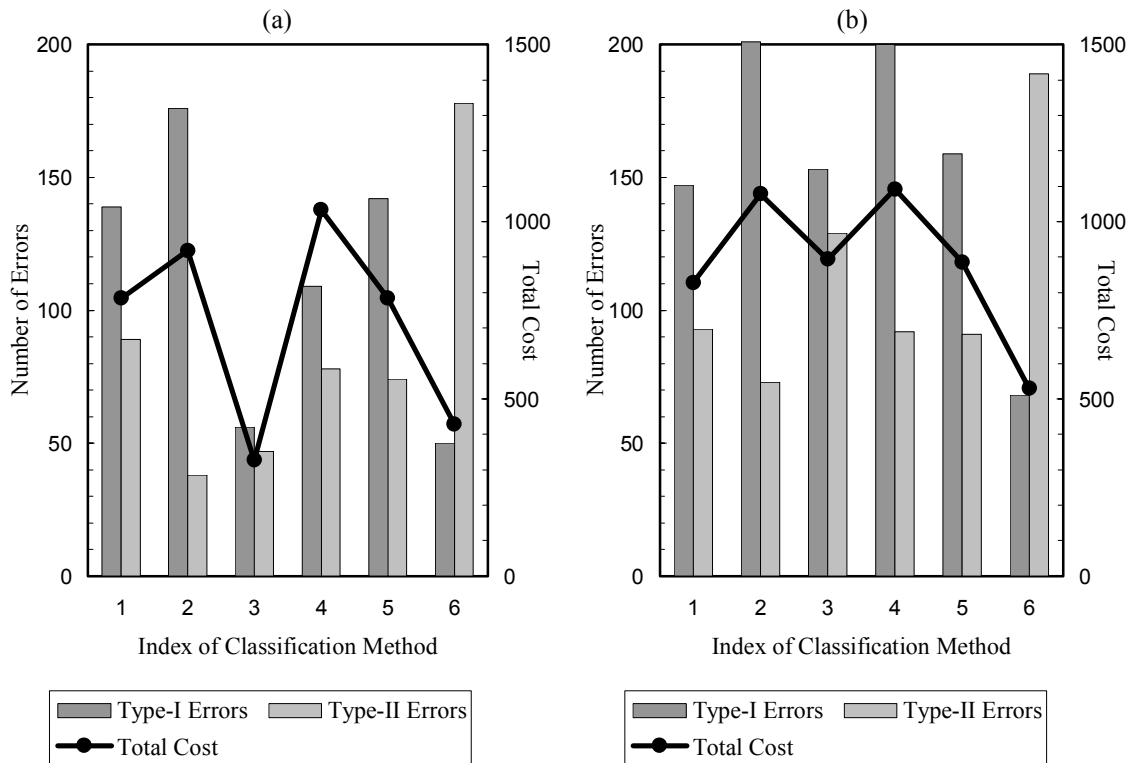 (a)
200
150
100
50
0
1500
1000
500
0
Number of Errors
Total Cost
1 2 3 4 5 6
Index of Classification Method
Type-I Errors
Type-II Errors
Total Cost
(b)
200
150
100
50
0
1500
1000
500
0
Number of Errors
Total Cost
1 2 3 4 5 6
Index of Classification Method
Type-I Errors
Type-II Errors
Total Cost